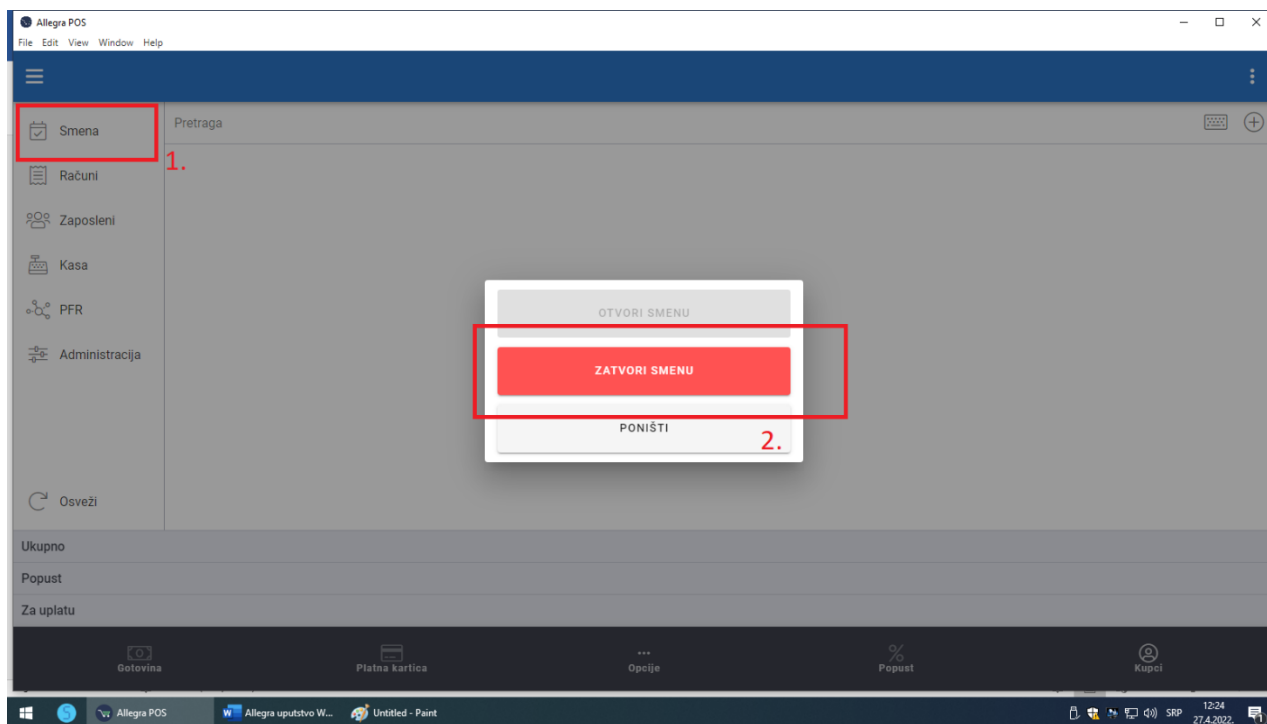 Allegra POS
File Edit View Window Help
Smena
Pretraga
1.
Računi
Zaposleni
Kasa
PFR
Administracija
OTVORI SMENU
ZATVORI SMENU
PONIŠTI
2.
Osveži
Ukupno
Popust
Za uplatu
Gotovina Platna kartica Opcije Popust Kupci
Allegra POS Allegra uputstvo W... Untitled - Paint SRP 12:24
27.4.2022.